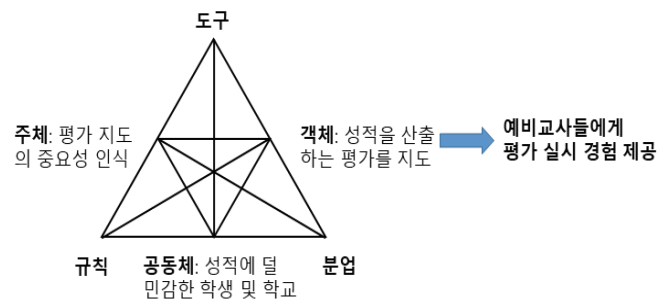 도구
주체: 평가 지도
의 중요성 인식
객체: 성적을 산출
하는 평가를 지도
예비교사들에게
평가 실시 경험 제공
규칙
공동체: 성적에 덜
민감한 학생 및 학교
분업